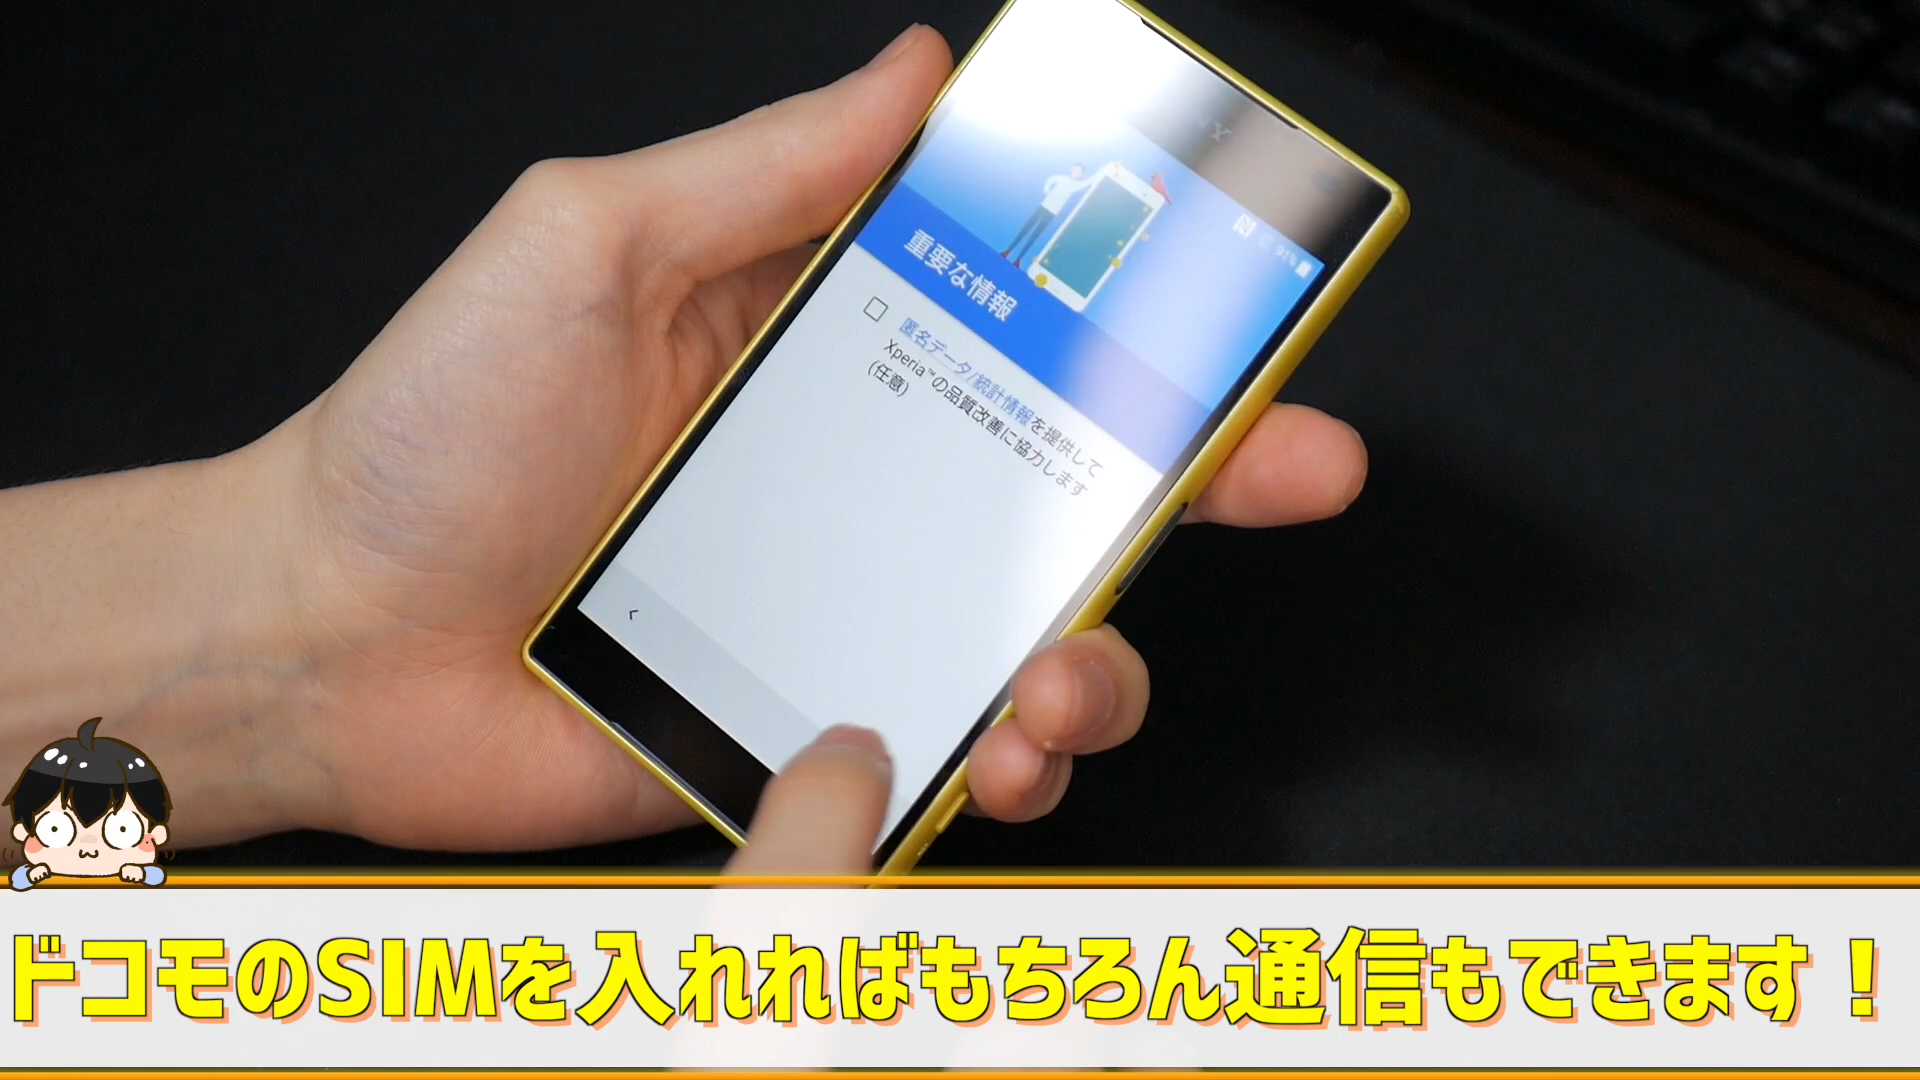 91%
重要な情報
匿名データ/統計情報を提供して
Xperia™の品質改善に協力します
(任意)
ドコモのSIMを入れればもちろん通信もできます！